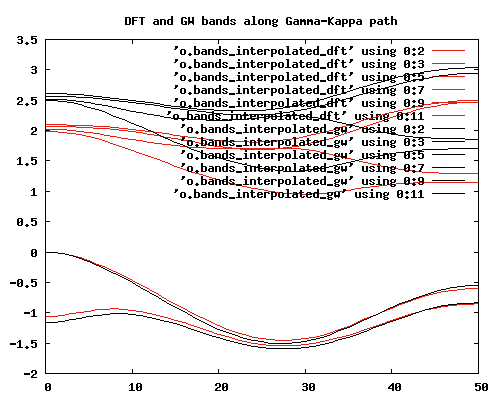 DFT and GW bands along Gamma-Kappa path
3.5
3
2.5
2
1.5
1
0.5
0
-0.5
-1
-1.5
-2
'o.bands_interpolated_dft' using 0:2
'o.bands_interpolated_dft' using 0:3
'o.bands_interpolated_dft' using 0:5
'o.bands_interpolated_dft' using 0:7
'o.bands_interpolated_dft' using 0:9
'o.bands_interpolated_dft' using 0:11
'o.bands_interpolated_gw' using 0:2
'o.bands_interpolated_gw' using 0:3
'o.bands_interpolated_gw' using 0:5
'o.bands_interpolated_gw' using 0:7
'o.bands_interpolated_gw' using 0:9
'o.bands_interpolated_gw' using 0:11
0 10 20 30 40 50